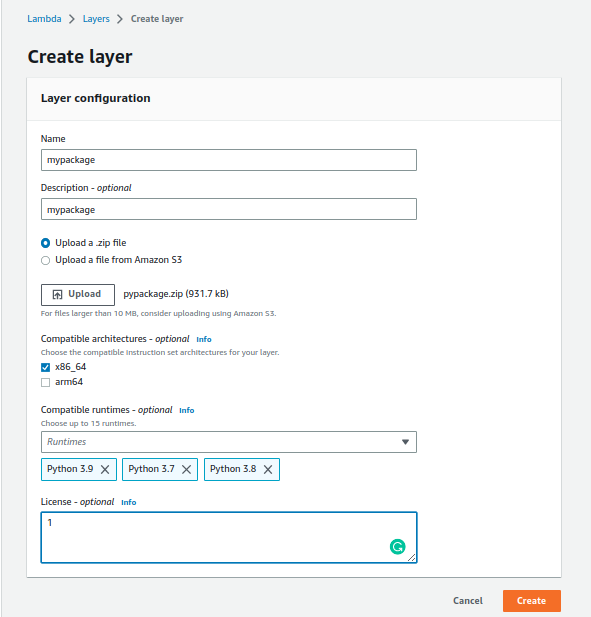 Lambda > Layers > Create layer
Create layer
Layer configuration
Name
mypackage
Description - optional
mypackage
Upload a .zip file
Upload a file from Amazon S3
Upload pypackage.zip (931.7 kB)
For files larger than 10 MB, consider uploading using Amazon S3.
Compatible architectures - optional Info
Choose the compatible instruction set architectures for your layer.
x86_64
arm64
Compatible runtimes - optional Info
Choose up to 15 runtimes.
Runtimes
Python 3.9 Python 3.7 Python 3.8
License - optional Info
1
Cancel Create